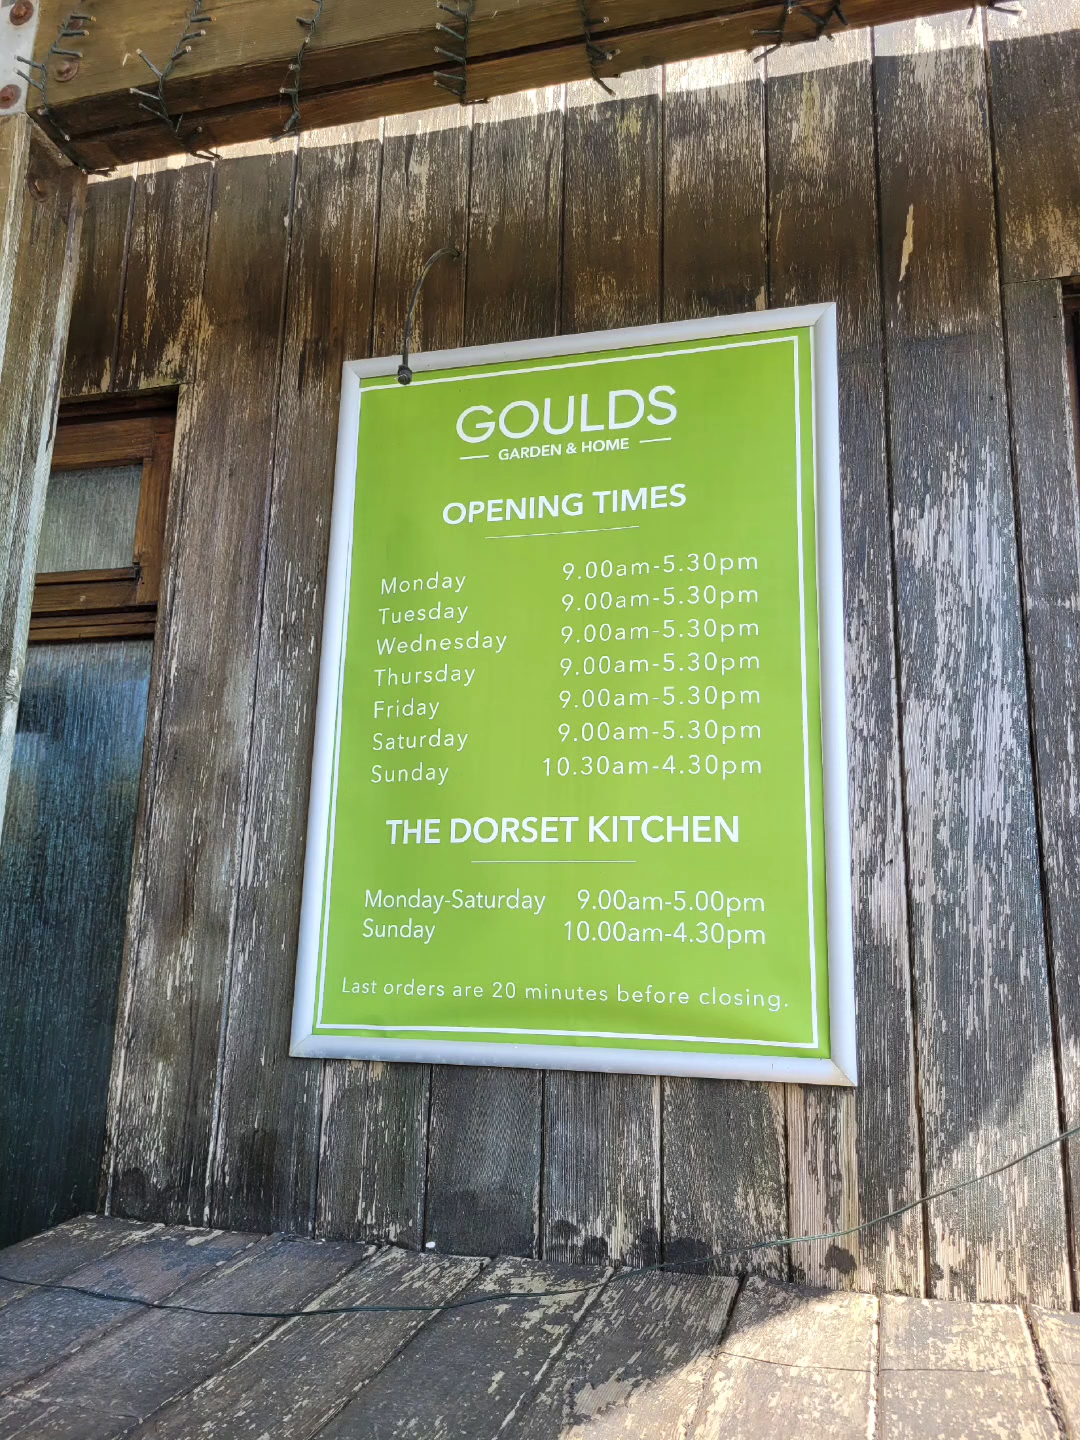 GOULDS
GARDEN & HOME
OPENING TIMES
Monday 9.00am-5.30pm
Tuesday 9.00am-5.30pm
Wednesday 9.00am-5.30pm
Thursday 9.00am-5.30pm
Friday 9.00am-5.30pm
Saturday 9.00am-5.30pm
Sunday 10.30am-4.30pm
THE DORSET KITCHEN
Monday-Saturday 9.00am-5.00pm
Sunday 10.00am-4.30pm
Last orders are 20 minutes before closing.